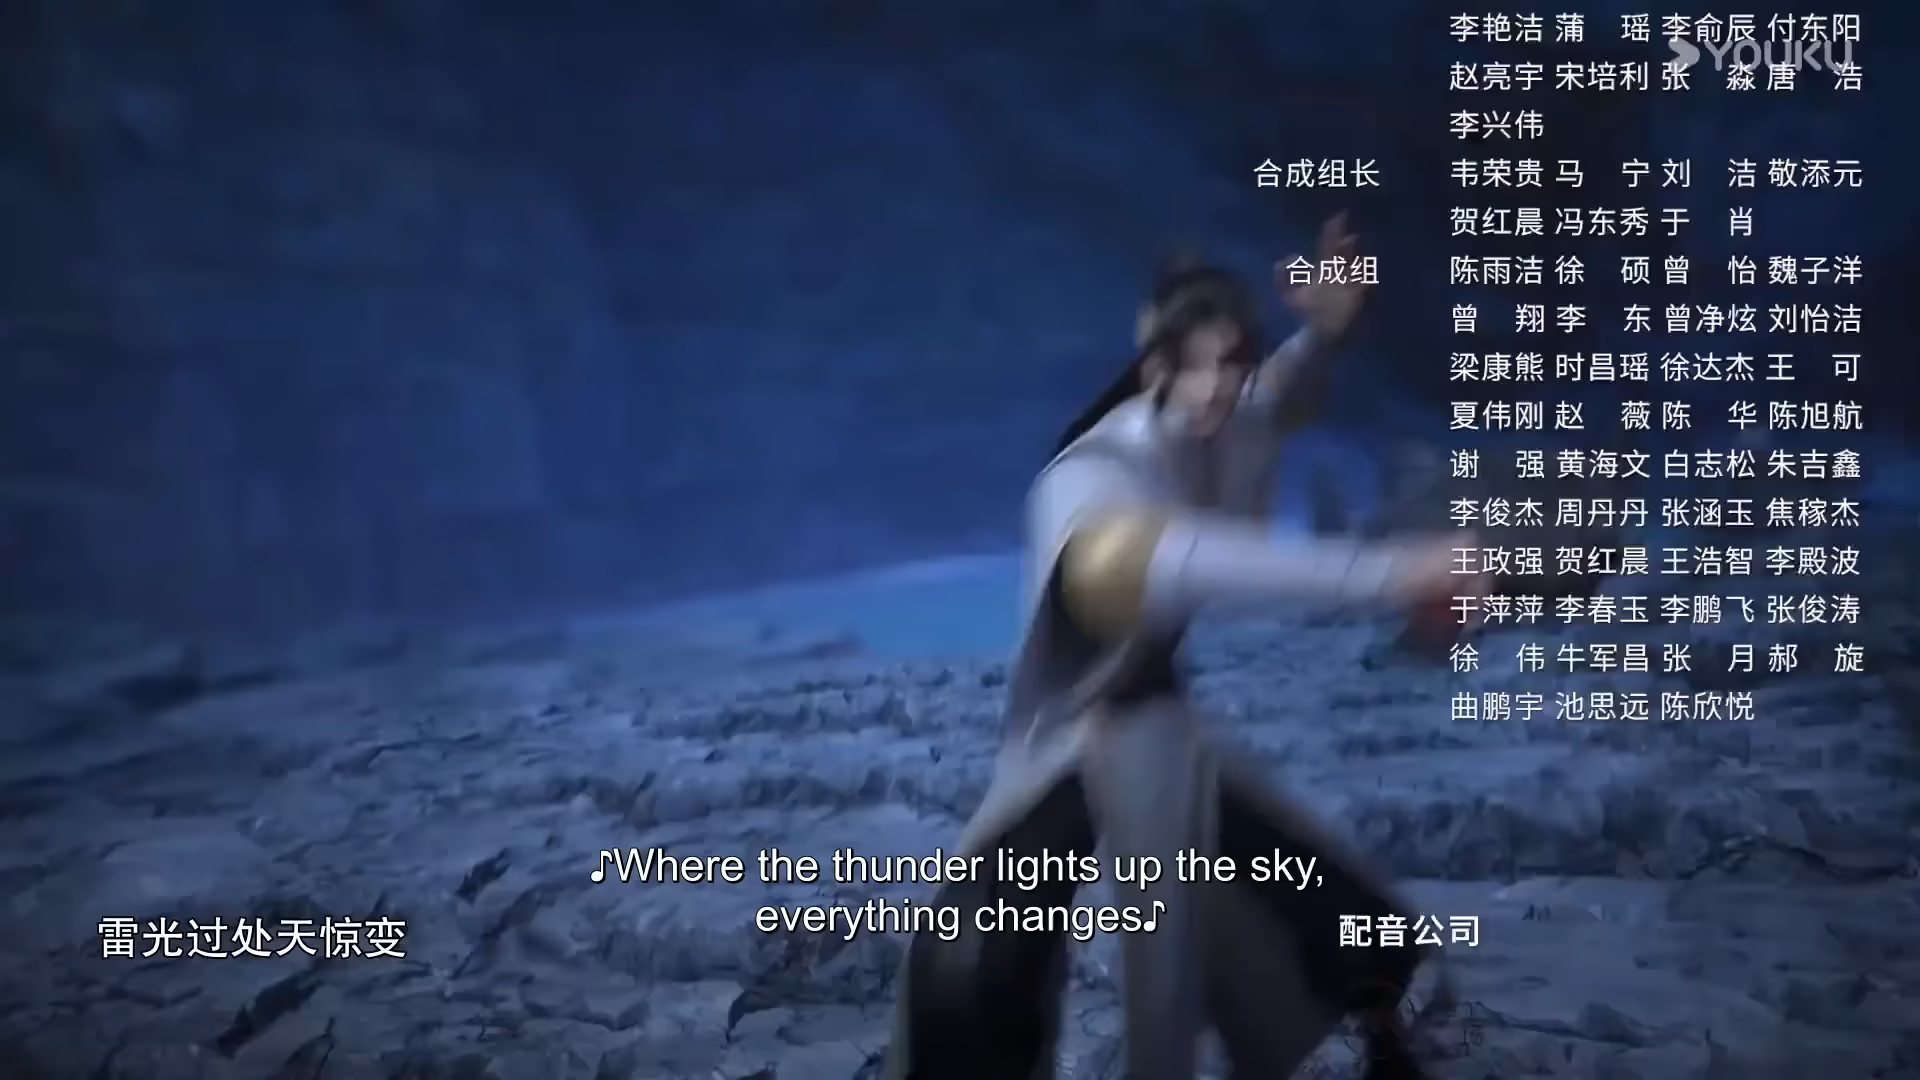 李艳洁 蒲　瑶 李俞辰 付东阳
YOUKU
赵亮宇 宋培利 张　淼 唐　浩
李兴伟
合成组长 韦荣贵 马　宁 刘　洁 敬添元
贺红晨 冯东秀 于　肖
合成组 陈雨洁 徐　硕 曾　怡 魏子洋
曾　翔 李　东 曾净炫 刘怡洁
梁康熊 时昌瑶 徐达杰 王　可
夏伟刚 赵　薇 陈　华 陈旭航
谢　强 黄海文 白志松 朱吉鑫
李俊杰 周丹丹 张涵玉 焦稼杰
王政强 贺红晨 王浩智 李殿波
于萍萍 李春玉 李鹏飞 张俊涛
徐　伟 牛军昌 张　月 郝　旋
曲鹏宇 池思远 陈欣悦
♪Where the thunder lights up the sky,
everything changes♪
雷光过处天惊变
配音公司